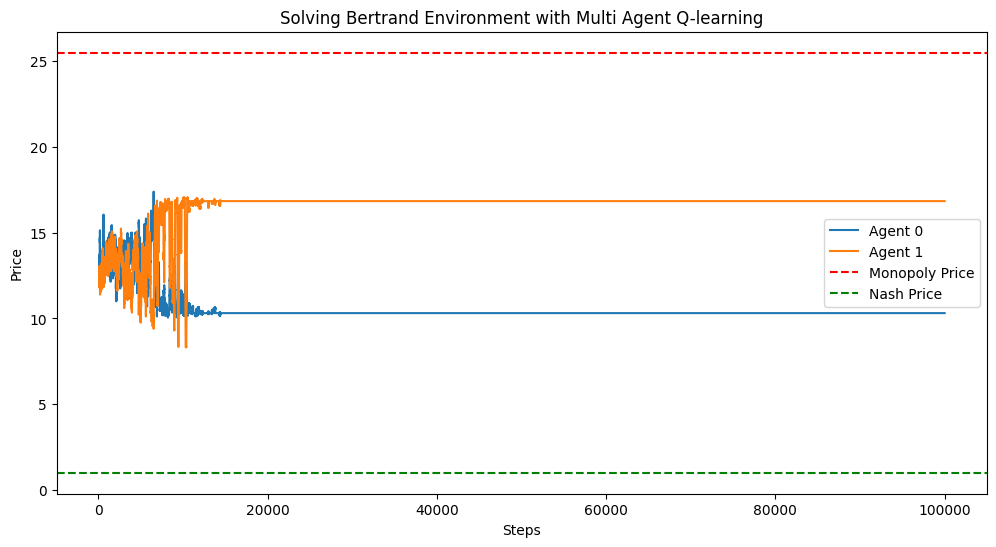 Solving Bertrand Environment with Multi Agent Q-learning
Price
25
20
15
10
5
0
Agent 0
Agent 1
Monopoly Price
Nash Price
0
20000
40000
60000
80000
100000
Steps